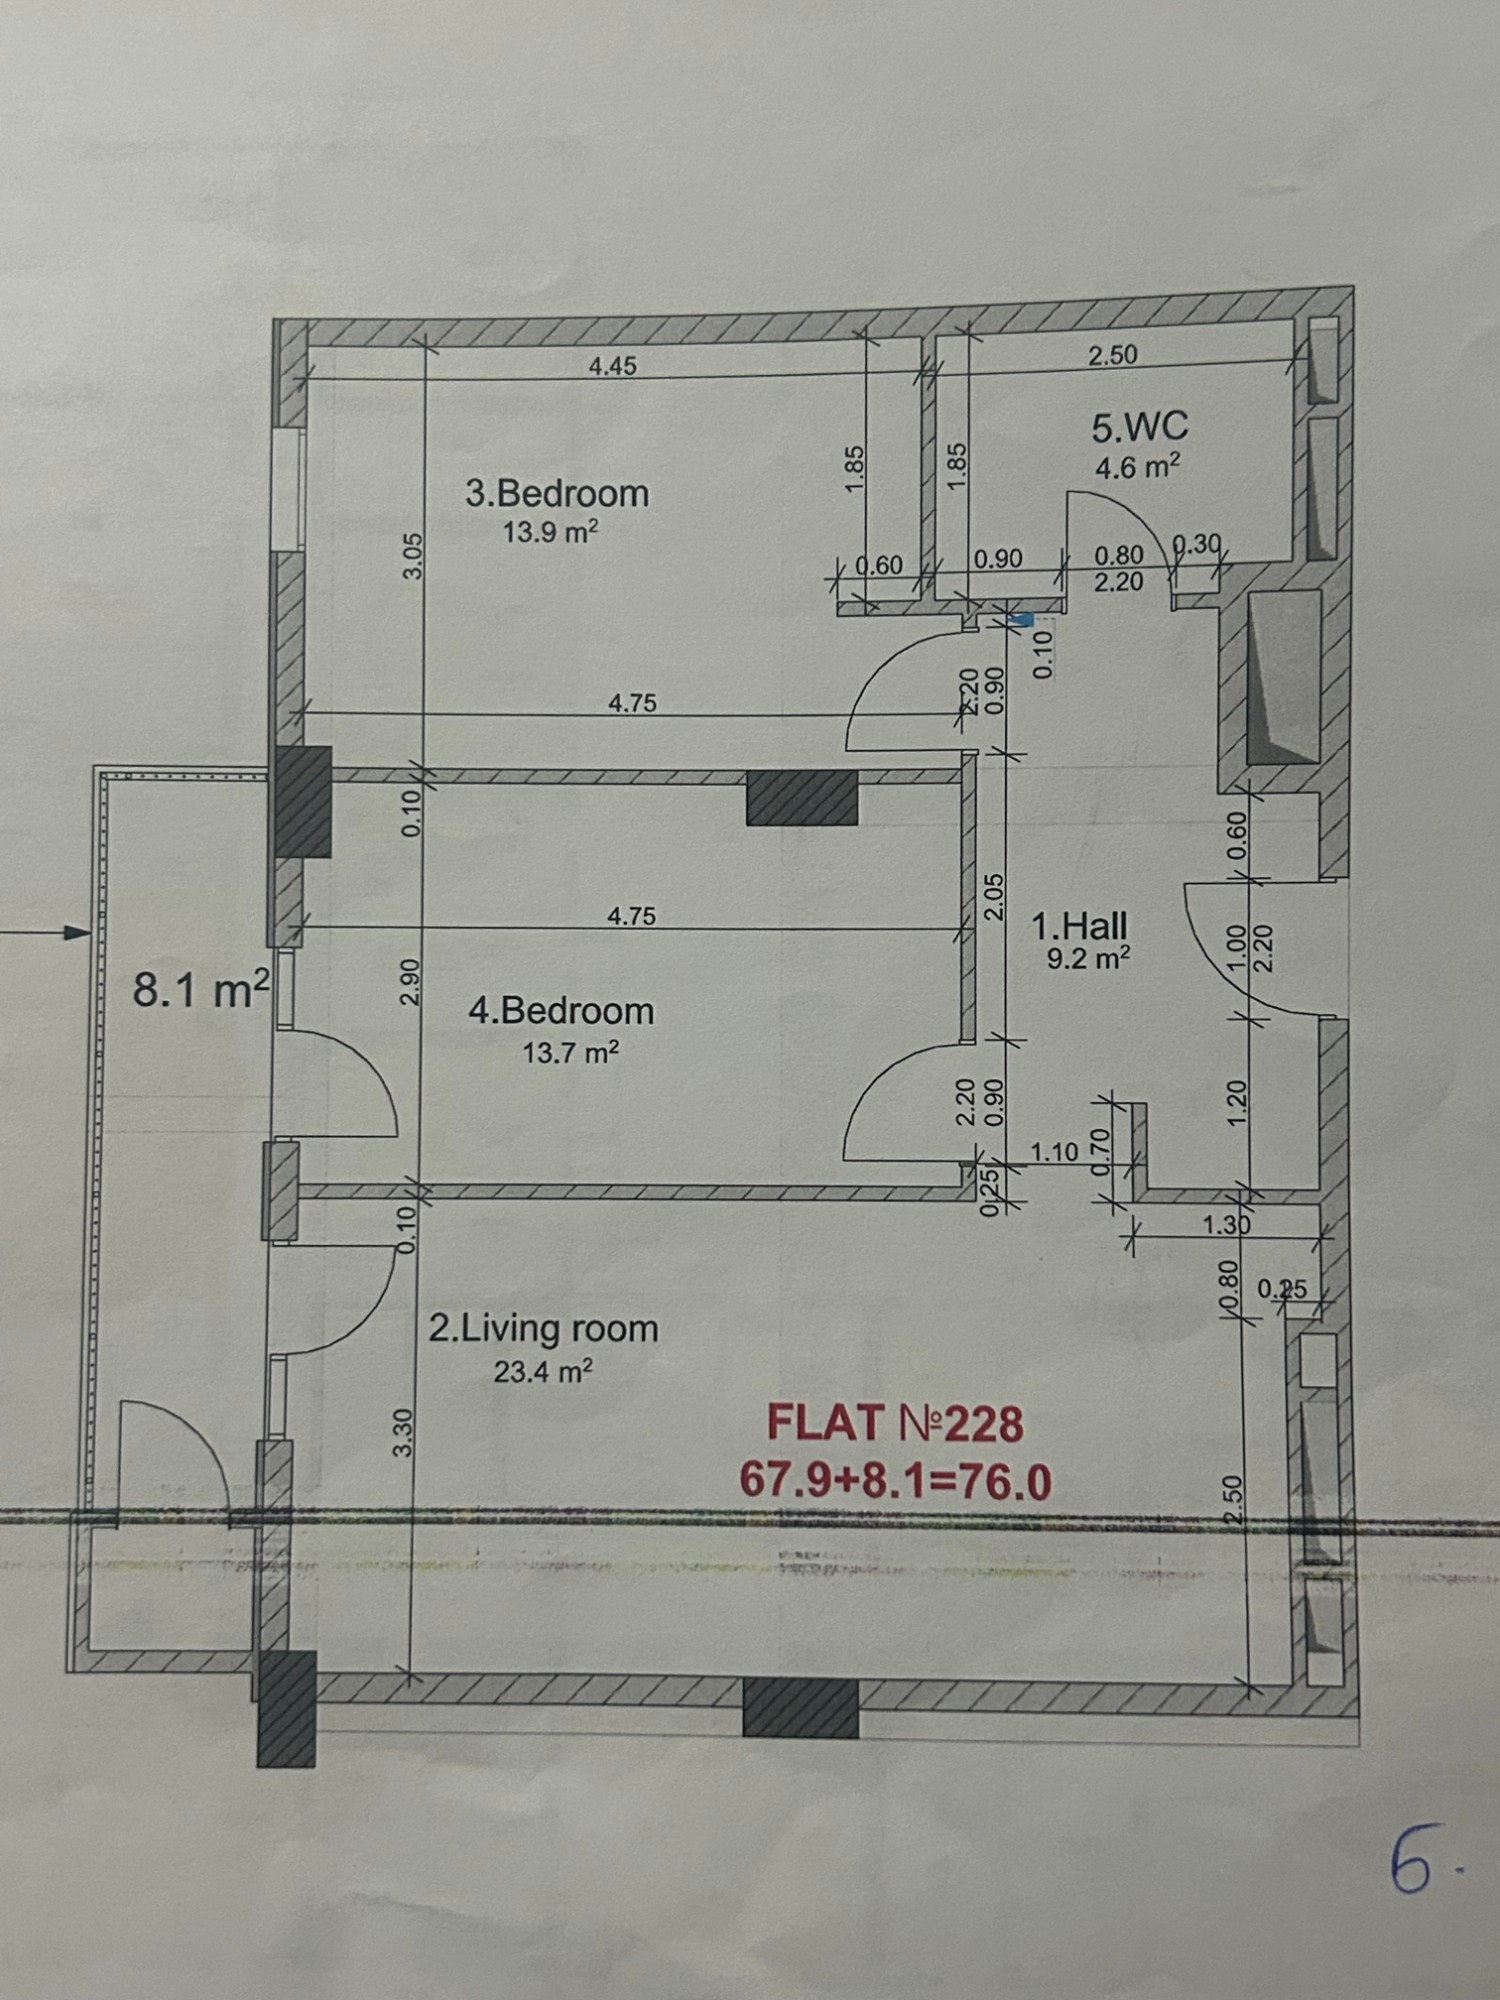 4.45
2.50
5.WC
4.6 m²
1.85
1.85
3.Bedroom
13.9 m²
3.05
0.60
0.90
0.80
2.20
0.30
0.10
2.20
0.90
4.75
0.10
0.60
4.75
2.05
1.Hall
9.2 m²
1.00
2.20
8.1 m²
2.90
4.Bedroom
13.7 m²
2.20
0.90
1.20
1.10
0.70
0.25
0.10
1.30
0.80
0.25
2.Living room
23.4 m²
3.30
FLAT №228
67.9+8.1=76.0
2.50
6.